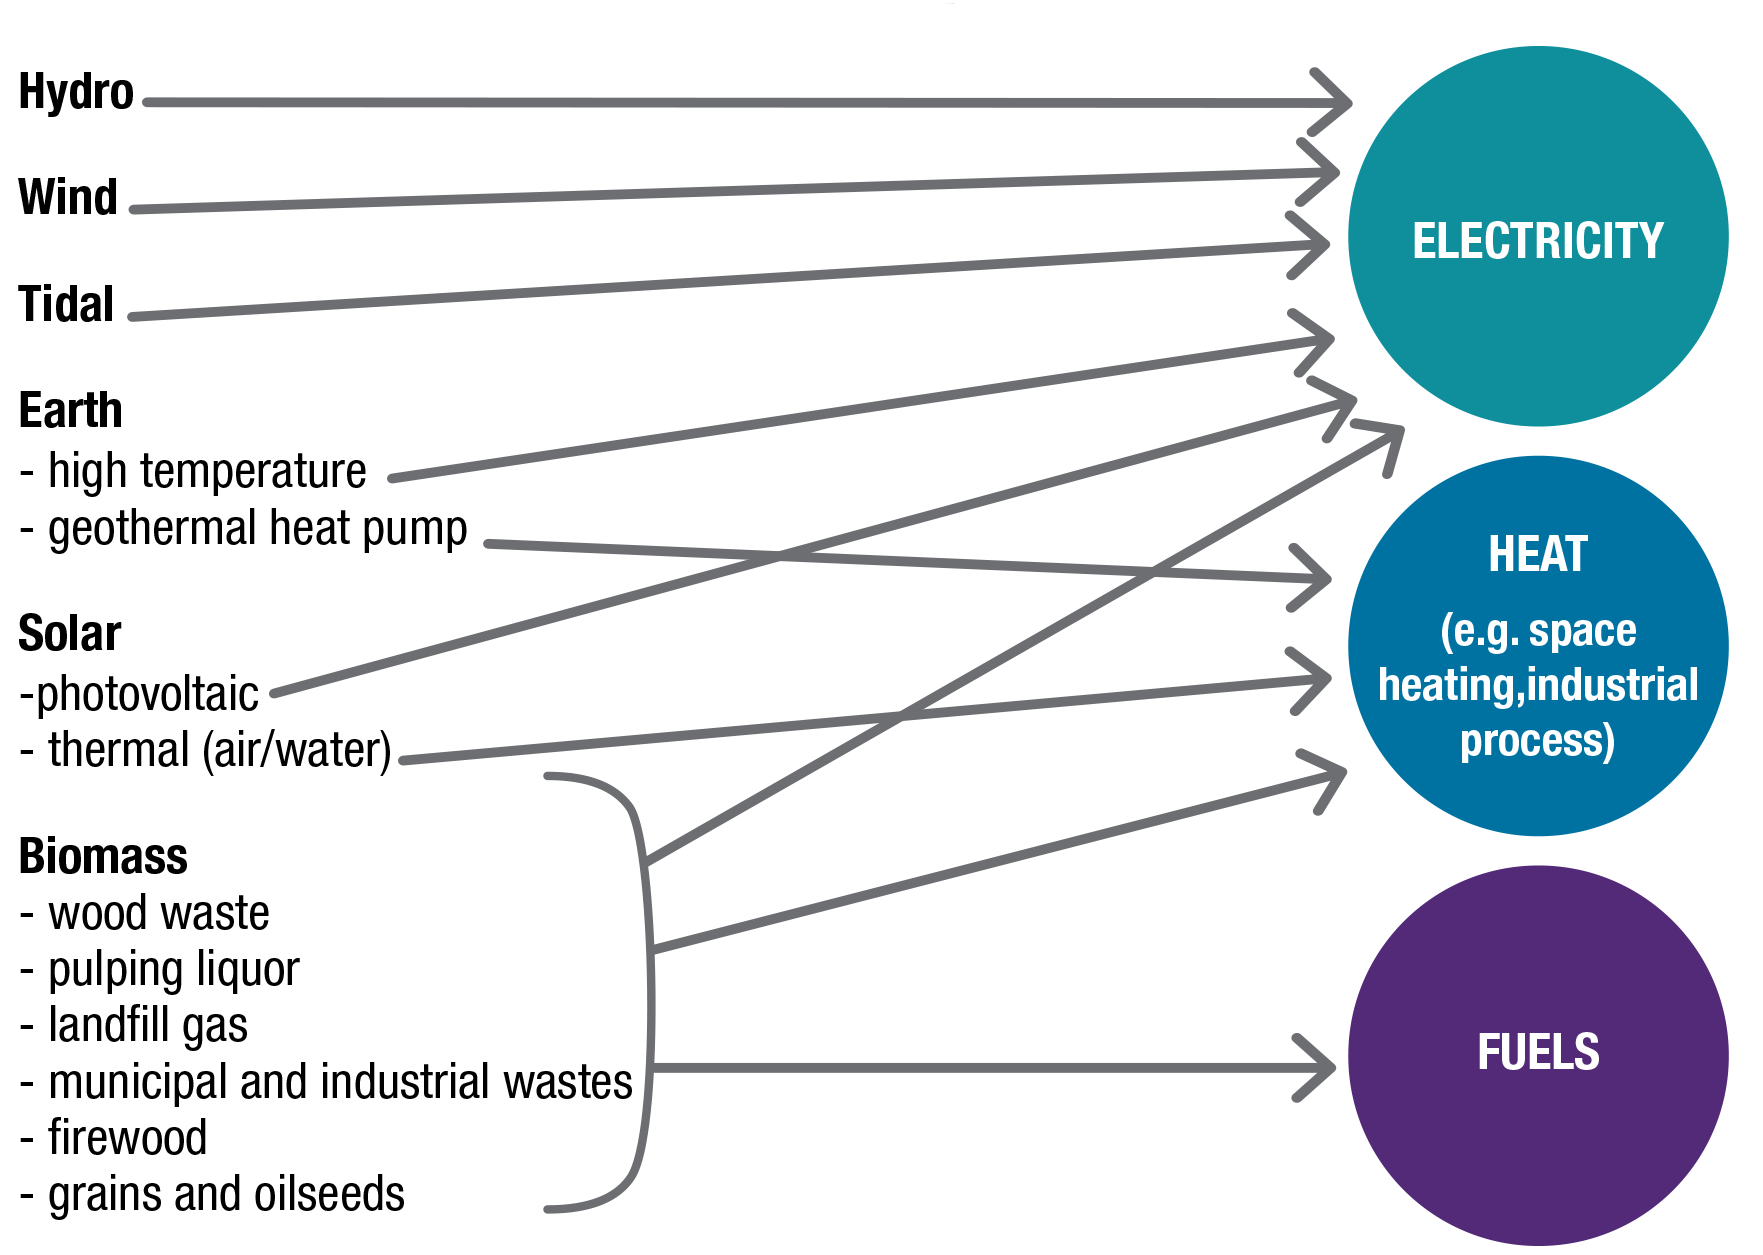 Hydro
Wind
Tidal
Earth
- high temperature
- geothermal heat pump
Solar
-photovoltaic
- thermal (air/water)
Biomass
- wood waste
- pulping liquor
- landfill gas
- municipal and industrial wastes
- firewood
- grains and oilseeds
ELECTRICITY
HEAT
(e.g. space
heating,industrial
process)
FUELS